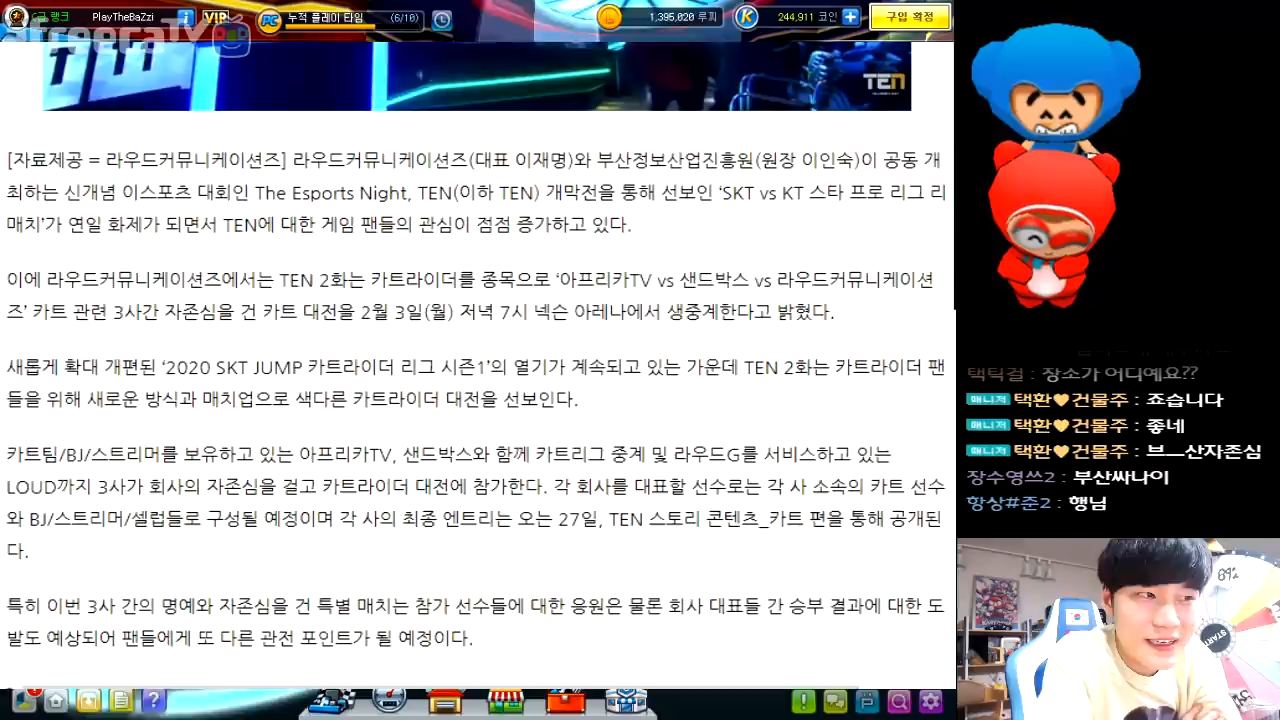 C급 랭크
PlayTheBaZzi
VIP
PC
누적 플레이 타임
(6/10)
1,395,020 루찌
K
244,911 코인
구입 확정
TEN
[자료제공 = 라우드커뮤니케이션즈] 라우드커뮤니케이션즈(대표 이재명)와 부산정보산업진흥원(원장 이인숙)이 공동 개
최하는 신개념 이스포츠 대회인 The Esports Night, TEN(이하 TEN) 개막전을 통해 선보인 ‘SKT vs KT 스타 프로 리그 리
매치’가 연일 화제가 되면서 TEN에 대한 게임 팬들의 관심이 점점 증가하고 있다.
이에 라우드커뮤니케이션즈에서는 TEN 2화는 카트라이더를 종목으로 ‘아프리카TV vs 샌드박스 vs 라우드커뮤니케이션
즈’ 카트 관련 3사간 자존심을 건 카트 대전을 2월 3일(월) 저녁 7시 넥슨 아레나에서 생중계한다고 밝혔다.
새롭게 확대 개편된 ‘2020 SKT JUMP 카트라이더 리그 시즌1’의 열기가 계속되고 있는 가운데 TEN 2화는 카트라이더 팬
들을 위해 새로운 방식과 매치업으로 색다른 카트라이더 대전을 선보인다.
카트팀/BJ/스트리머를 보유하고 있는 아프리카TV, 샌드박스와 함께 카트리그 중계 및 라우드G를 서비스하고 있는
LOUD까지 3사가 회사의 자존심을 걸고 카트라이더 대전에 참가한다. 각 회사를 대표할 선수로는 각 사 소속의 카트 선수
와 BJ/스트리머/셀럽들로 구성될 예정이며 각 사의 최종 엔트리는 오는 27일, TEN 스토리 콘텐츠_카트 편을 통해 공개된
다.
특히 이번 3사 간의 명예와 자존심을 건 특별 매치는 참가 선수들에 대한 응원은 물론 회사 대표들 간 승부 결과에 대한 도
발도 예상되어 팬들에게 또 다른 관전 포인트가 될 예정이다.
택틱걸 : 장소가 어디예요??
매니저 택환♥건물주 : 죠습니다
매니저 택환♥건물주 : 좋네
매니저 택환♥건물주 : 브ㅡ산자존심
장수영쓰2 : 부산싸나이
항상#준2 : 행님
START